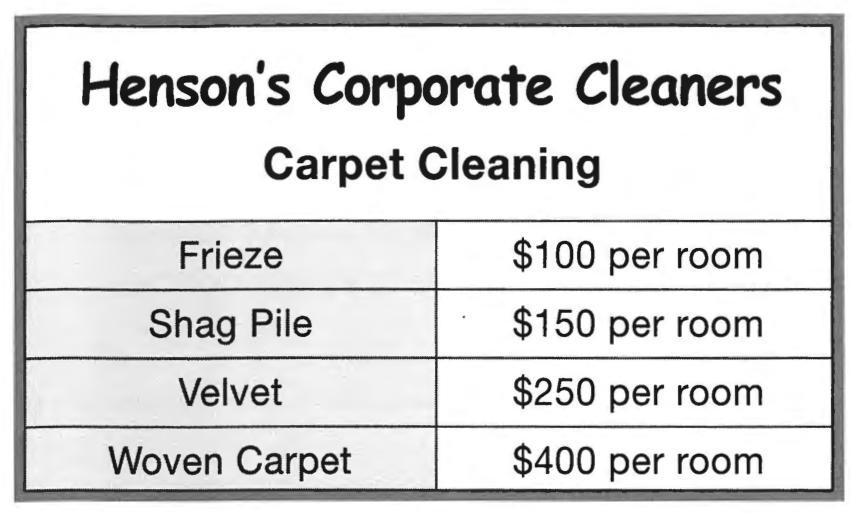 Henson's Corporate Cleaners
Carpet Cleaning
Frieze $100 per room
Shag Pile $150 per room
Velvet $250 per room
Woven Carpet $400 per room